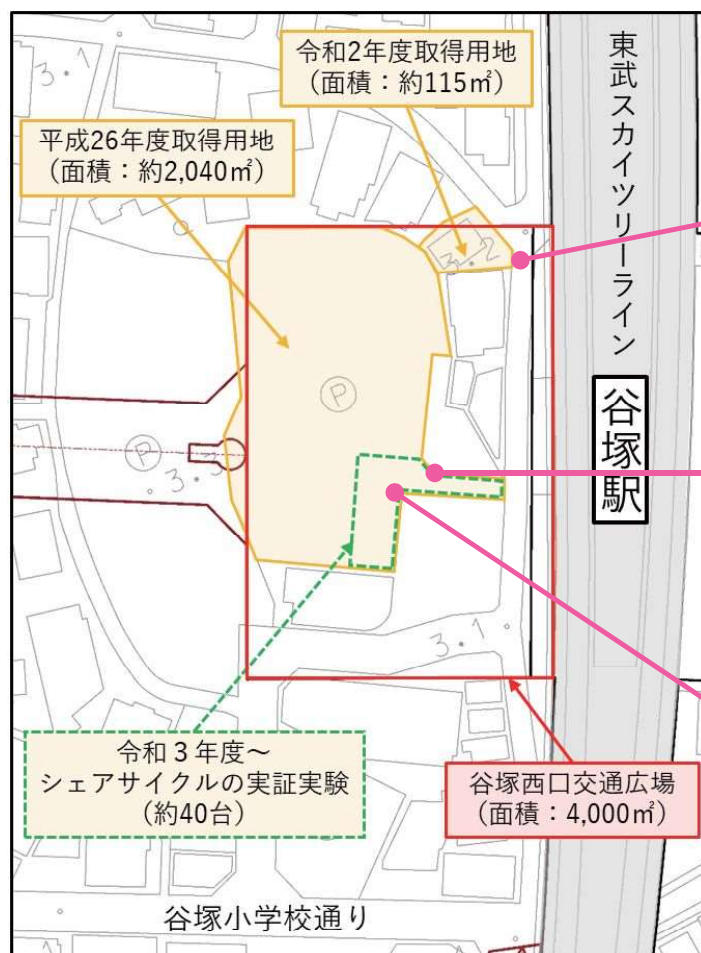 令和2年度取得用地
（面積：約115㎡）
平成26年度取得用地
（面積：約2,040㎡）
東武スカイツリーライン
谷塚駅
3.1
3.2
P
P
3.3
3.1
令和３年度～
シェアサイクルの実証実験
（約40台）
谷塚西口交通広場
（面積：4,000㎡）
谷塚小学校通り